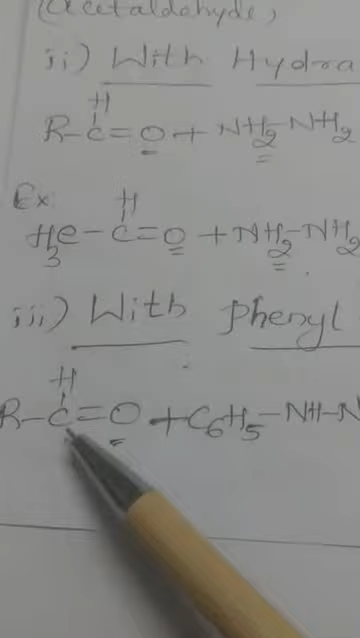 (Acetaldehyde)
ii) With Hydra
H
R-C=O + NH2-NH2
Ex
H
H3C-C=O + NH2-NH2
iii) With phenyl
H
R-C=O + C6H5-NH-N